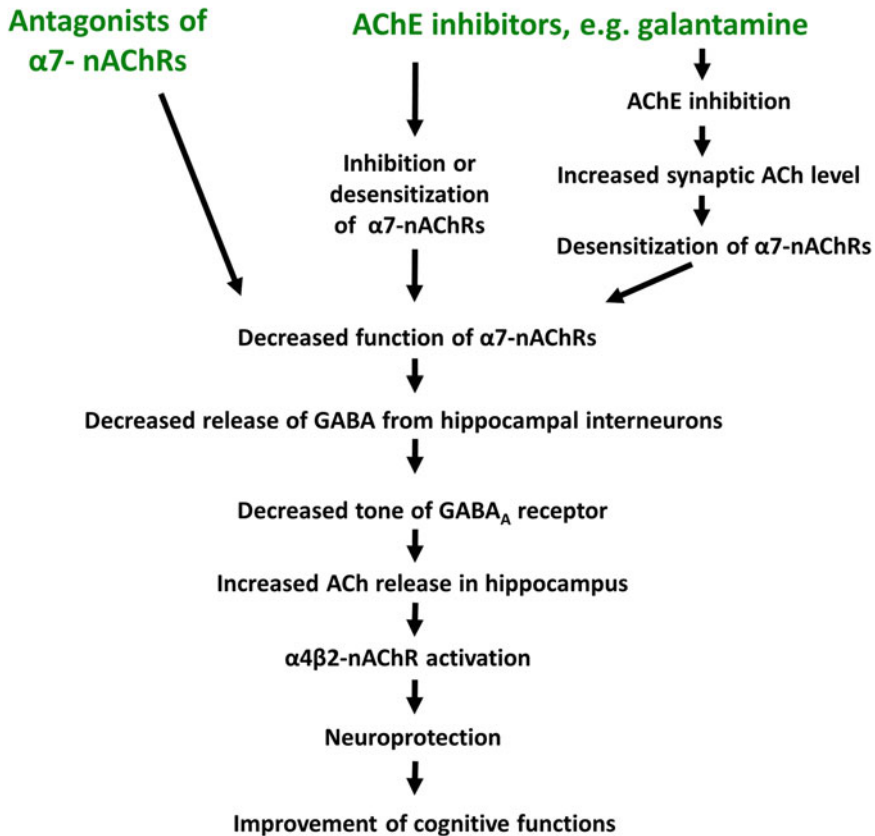 Antagonists of
α7- nAChRs
AChE inhibitors, e.g. galantamine
AChE inhibition
Inhibition or
desensitization
of α7-nAChRs
Increased synaptic ACh level
Desensitization of α7-nAChRs
Decreased function of α7-nAChRs
Decreased release of GABA from hippocampal interneurons
Decreased tone of GABAA receptor
Increased ACh release in hippocampus
α4β2-nAChR activation
Neuroprotection
Improvement of cognitive functions